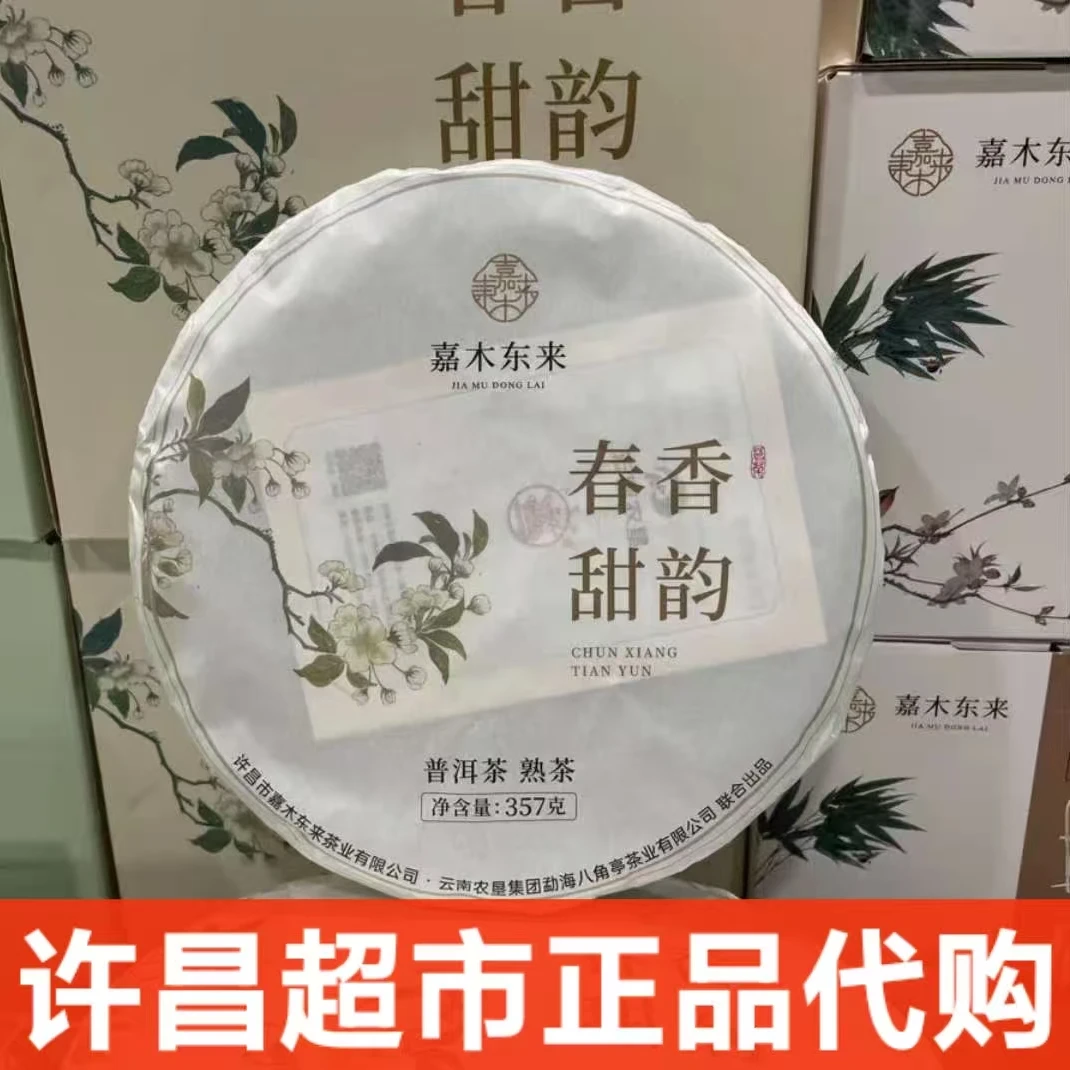 甜韵
嘉木东
JIA MU DONG
嘉木东来
嘉木东来
JIA MU DONG LAI
春香
甜韵
CHUN XIANG
TIAN YUN
普洱茶 熟茶
净含量:357克
许昌市嘉木东来茶业有限公司·云南农垦集团勐海八角亭茶业有限公司 联合出品
嘉木东来
JIA MU DONG LAI
许昌超市正品代购